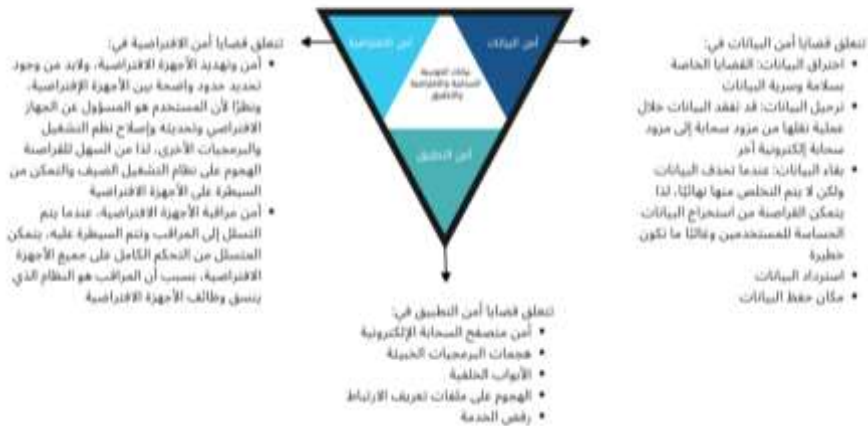 أمن البيانات
أمن الافتراضية
بيانات الحوسبة
السحابية والافتراضية
والتطبيق
أمن التطبيق
تتعلق قضايا أمن البيانات في:
• اختراق البيانات: القضايا الخاصة
بسلامة وسرية البيانات
• ترحيل البيانات: قد تفقد البيانات خلال
عملية نقلها من مزود سحابة إلى مزود
سحابة إلكترونية آخر
• بقاء البيانات: عندما تحذف البيانات
ولكن لا يتم التخلص منها نهائيًا، لذا
يتمكن القراصنة من استخراج البيانات
الحساسة للمستخدمين وغالبًا ما تكون
خطيرة
• استرداد البيانات
• مكان حفظ البيانات
تتعلق قضايا أمن الافتراضية في:
• أمن وتهديد الأجهزة الافتراضية، ولابد من وجود
تحديد حدود واضحة بين الأجهزة الإفتراضية،
ونظرًا لأن المستخدم هو المسؤول عن الجهاز
الافتراضي وتحديثه وإصلاح نظم التشغيل
والبرمجيات الأخرى، لذا من السهل للقراصنة
الهجوم على نظام التشغيل الضيف والتمكن من
السيطرة على الأجهزة الافتراضية
• أمن مراقبة الأجهزة الافتراضية، عندما يتم
التسلل إلى المراقب وتتم السيطرة عليه، يتمكن
المتسلل من التحكم الكامل على جميع الأجهزة
الافتراضية، بسبب أن المراقب هو النظام الذي
ينسق وظائف الأجهزة الافتراضية
تتعلق قضايا أمن التطبيق في:
• أمن متصفح السحابة الإلكترونية
• هجمات البرمجيات الخبيثة
• الأبواب الخلفية
• الهجوم على ملفات تعريف الارتباط
• رفض الخدمة